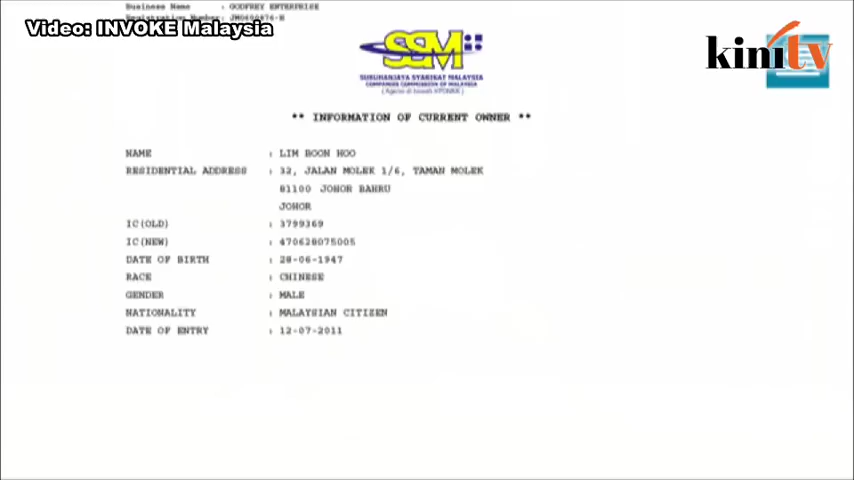 Business Name : GODFREY ENTERPRISE
Registration Number: JM0600876-H
Video: INVOKE Malaysia
kinitv
SSM
SURUHANJAYA SYARIKAT MALAYSIA
COMPANIES COMMISSION OF MALAYSIA
** INFORMATION OF CURRENT OWNER **
NAME : LIM BOON HOO
RESIDENTIAL ADDRESS : 32, JALAN MOLEK 1/6, TAMAN MOLEK
81100 JOHOR BAHRU
JOHOR
IC(OLD) : 3799369
IC(NEW) : 470628075005
DATE OF BIRTH : 28-06-1947
RACE : CHINESE
GENDER : MALE
NATIONALITY : MALAYSIAN CITIZEN
DATE OF ENTRY : 12-07-2011